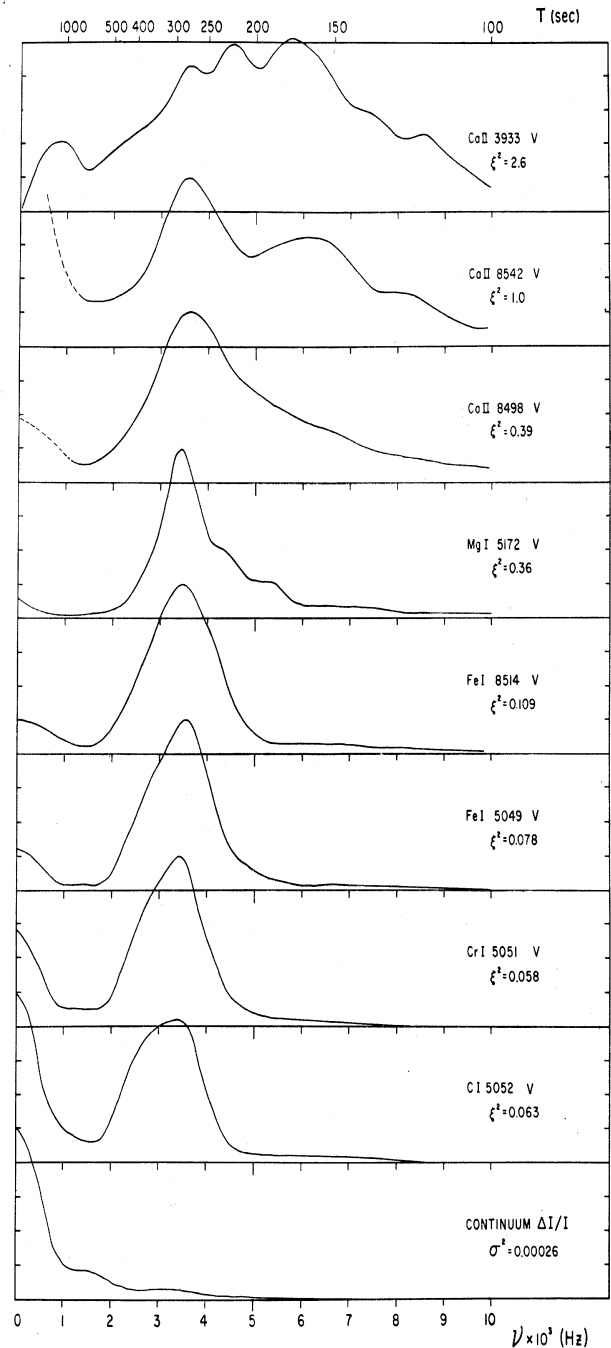 T (sec)
1000 500 400 300 250 200 150 100
CaII 3933 V
ξ²=2.6
CaII 8542 V
ξ²=1.0
CaII 8498 V
ξ²=0.39
MgI 5172 V
ξ²=0.36
FeI 8514 V
ξ²=0.109
FeI 5049 V
ξ²=0.078
CrI 5051 V
ξ²=0.058
CI 5052 V
ξ²=0.063
CONTINUUM ΔI/I
σ²=0.00026
0 1 2 3 4 5 6 7 8 9 10
ν×10³ (Hz)